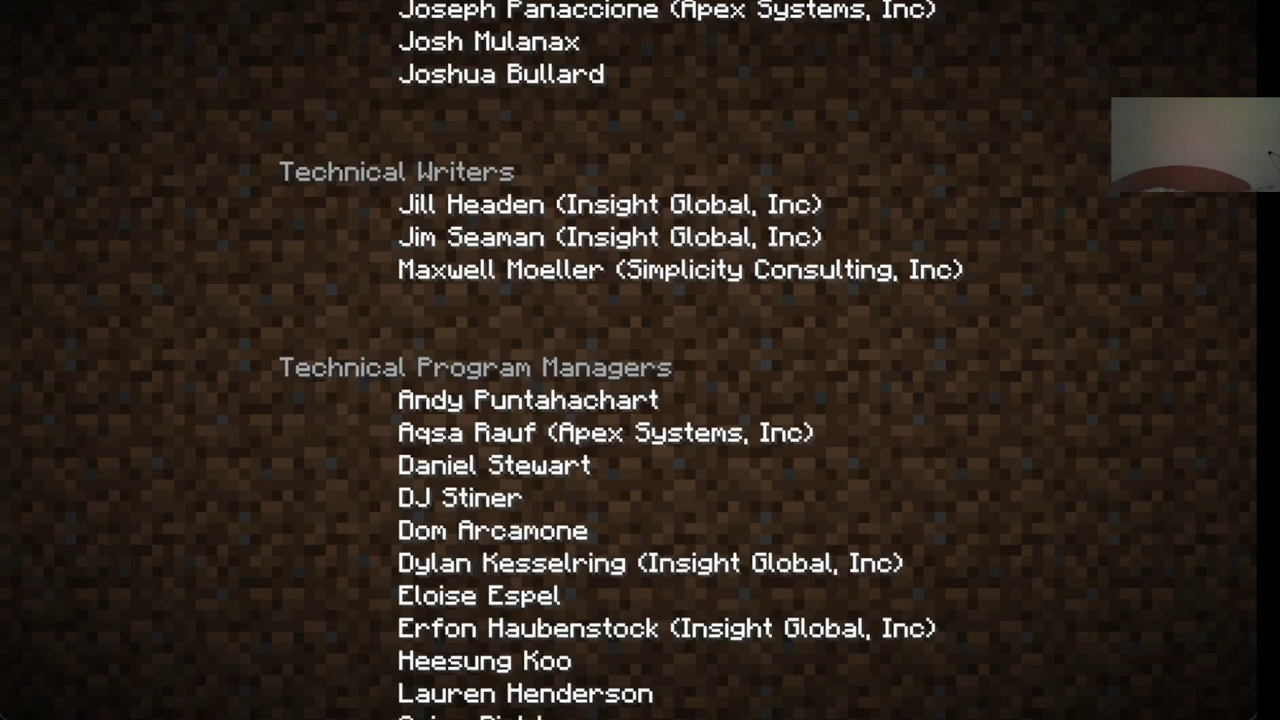 Joseph Panaccione (Apex Systems, Inc)
Josh Mulanax
Joshua Bullard
Technical Writers
Jill Headen (Insight Global, Inc)
Jim Seaman (Insight Global, Inc)
Maxwell Moeller (Simplicity Consulting, Inc)
Technical Program Managers
Andy Puntahachart
Aqsa Rauf (Apex Systems, Inc)
Daniel Stewart
DJ Stiner
Dom Arcamone
Dylan Kesselring (Insight Global, Inc)
Eloise Espel
Erfon Haubenstock (Insight Global, Inc)
Heesung Koo
Lauren Henderson